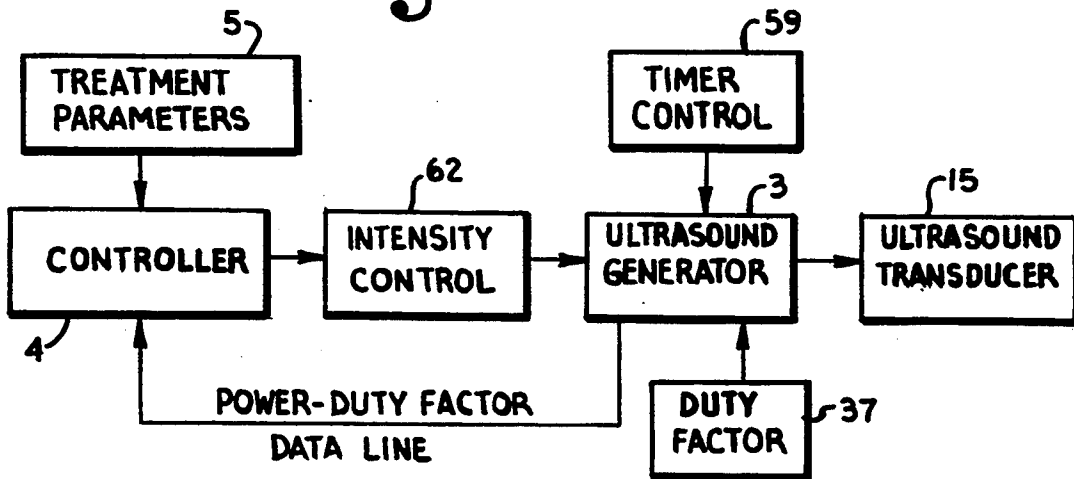 5
TREATMENT
PARAMETERS
59
TIMER
CONTROL
CONTROLLER
4
62
INTENSITY
CONTROL
3
ULTRASOUND
GENERATOR
15
ULTRASOUND
TRANSDUCER
POWER-DUTY FACTOR
DATA LINE
DUTY
FACTOR
37